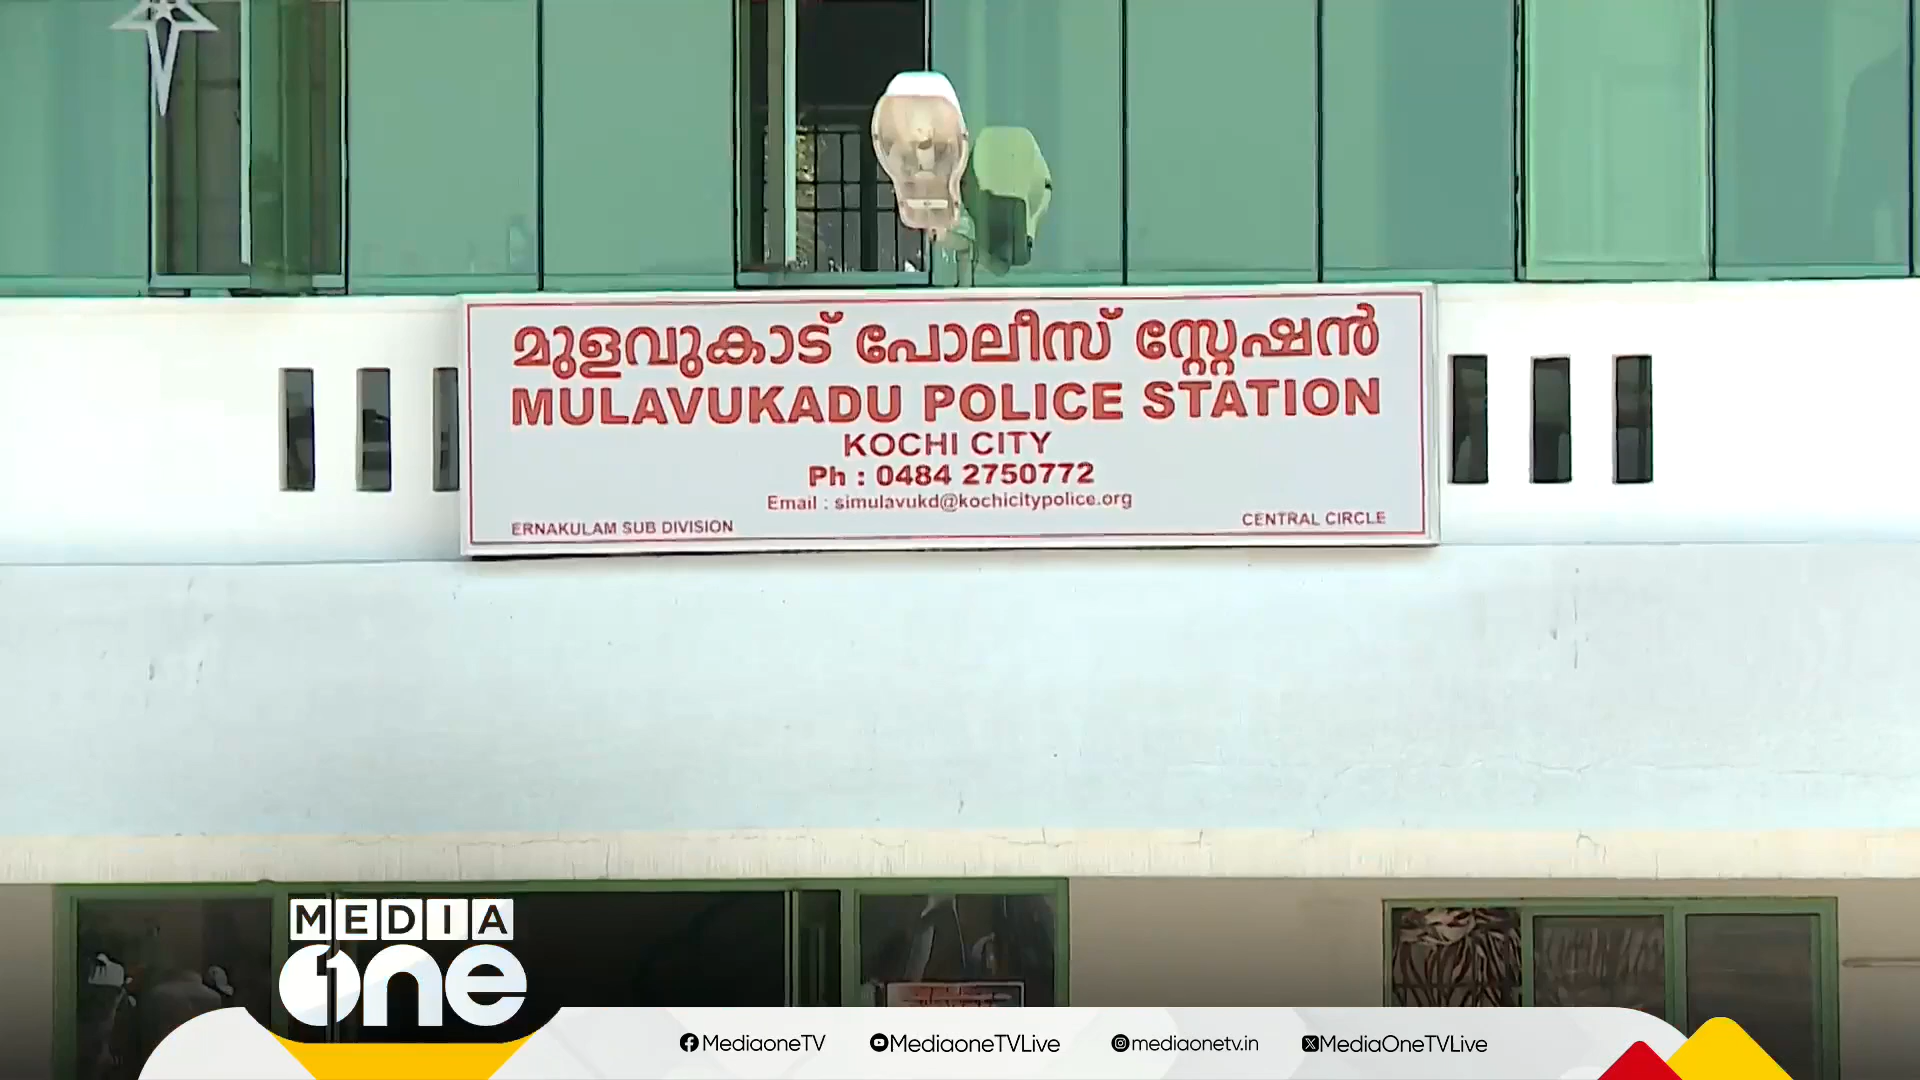 മുളവുകാട് പോലീസ് സ്റ്റേഷൻ
MULAVUKADU POLICE STATION
KOCHI CITY
Ph : 0484 2750772
Email : simulavukd@kochicitypolice.org
ERNAKULAM SUB DIVISION
CENTRAL CIRCLE
MEDIA
one
MediaoneTV
MediaoneTVLive
mediaonetv.in
MediaOneTVLive